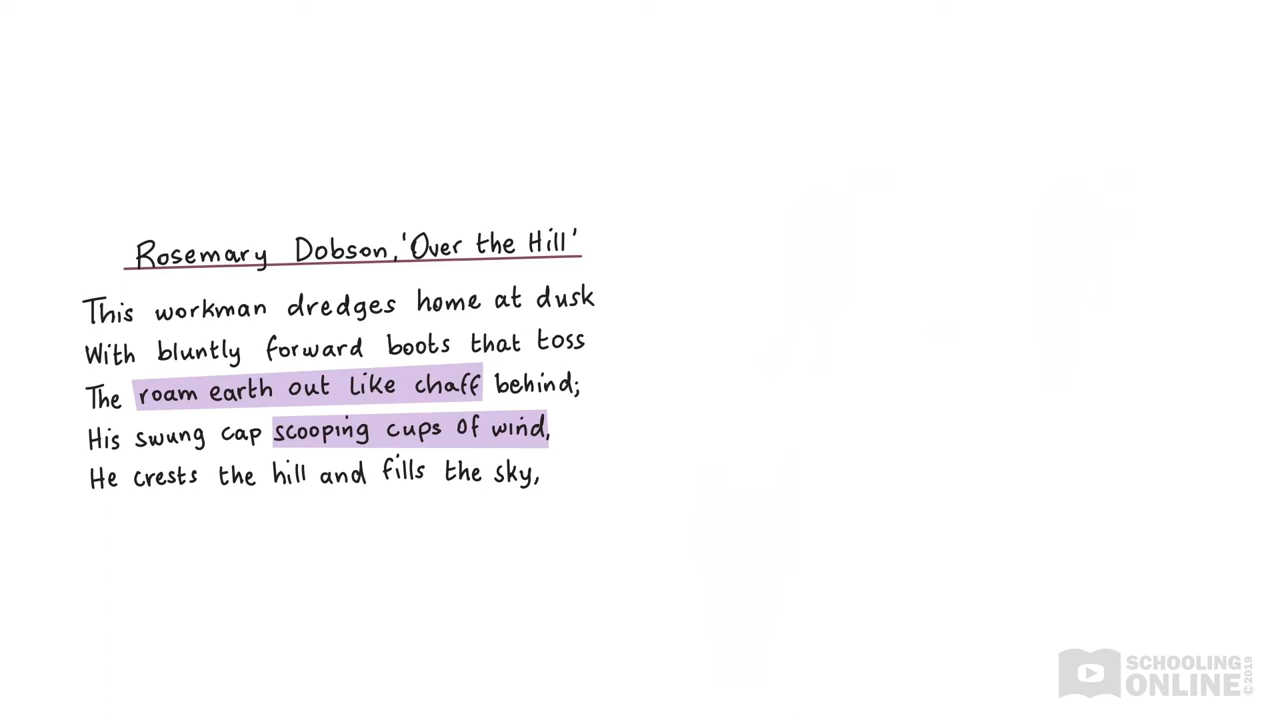 Rosemary Dobson, 'Over the Hill'
This workman dredges home at dusk
With bluntly forward boots that toss
The roam earth out like chaff behind;
His swung cap scooping cups of wind,
He crests the hill and fills the sky,
SCHOOLING
ONLINE
© 2019